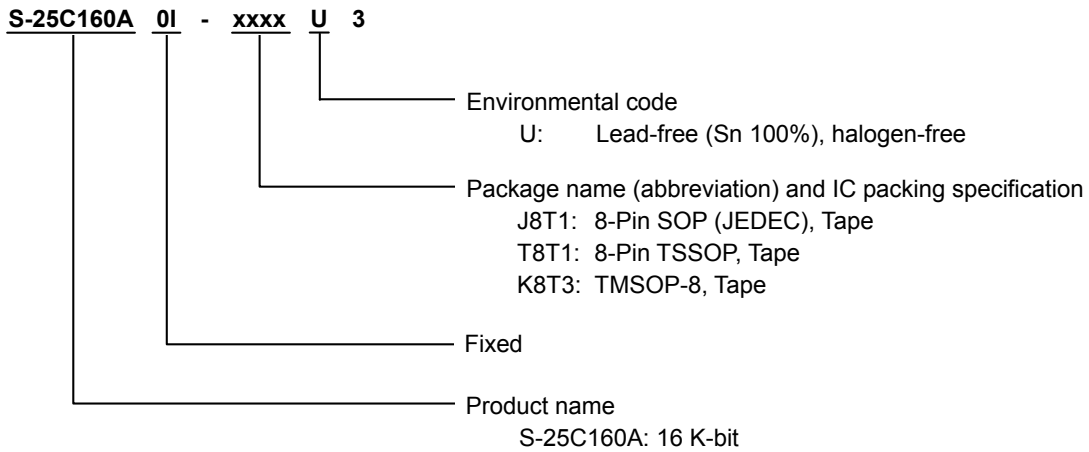 S-25C160A 0I - xxxx U 3
Environmental code
U: Lead-free (Sn 100%), halogen-free
Package name (abbreviation) and IC packing specification
J8T1: 8-Pin SOP (JEDEC), Tape
T8T1: 8-Pin TSSOP, Tape
K8T3: TMSOP-8, Tape
Fixed
Product name
S-25C160A: 16 K-bit